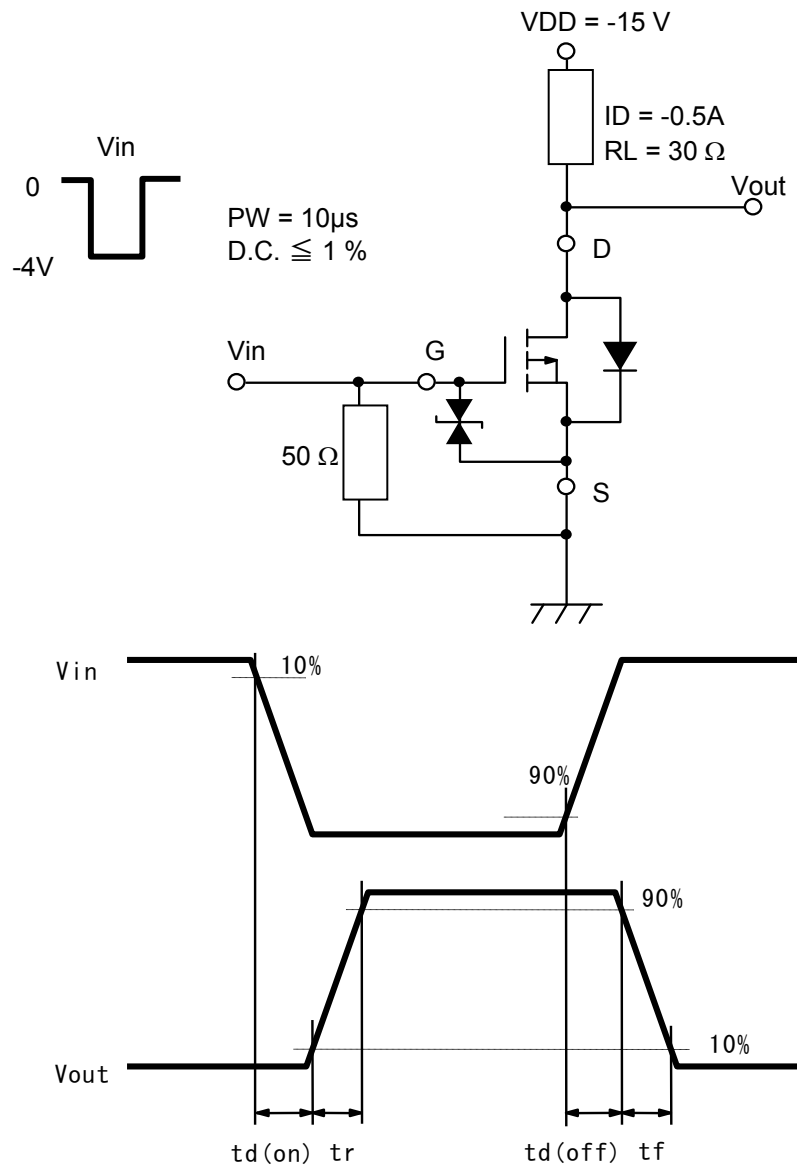 VDD = -15 V
ID = -0.5A
RL = 30 Ω
Vin
0
-4V
PW = 10μs
D.C. ≦ 1 %
Vout
D
Vin
G
50 Ω
S
Vin
10%
90%
90%
10%
Vout
td(on) tr td(off) tf